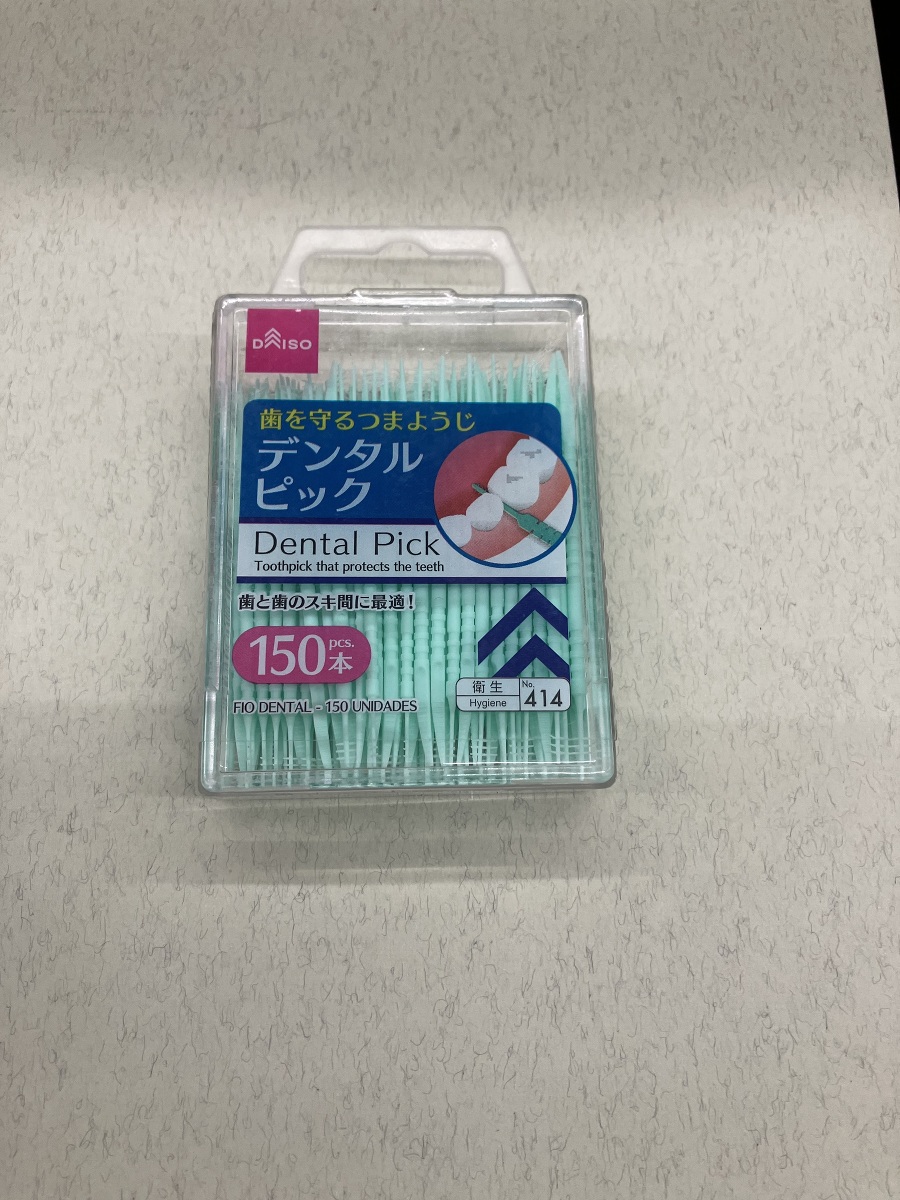 DAISO
歯を守るつまようじ
デンタル
ピック
Dental Pick
Toothpick that protects the teeth
歯と歯のスキ間に最適!
150 pcs. 本
FIO DENTAL - 150 UNIDADES
衛生
Hygiene
No. 414